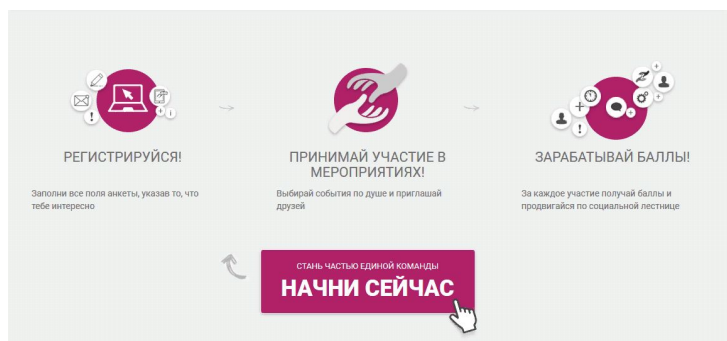 РЕГИСТРИРУЙСЯ!
Заполни все поля анкеты, указав то, что
тебе интересно
ПРИНИМАЙ УЧАСТИЕ В
МЕРОПРИЯТИЯХ!
Выбирай события по душе и приглашай
друзей
ЗАРАБАТЫВАЙ БАЛЛЫ!
За каждое участие получай баллы и
продвигайся по социальной лестнице
СТАНЬ ЧАСТЬЮ ЕДИНОЙ КОМАНДЫ
НАЧНИ СЕЙЧАС